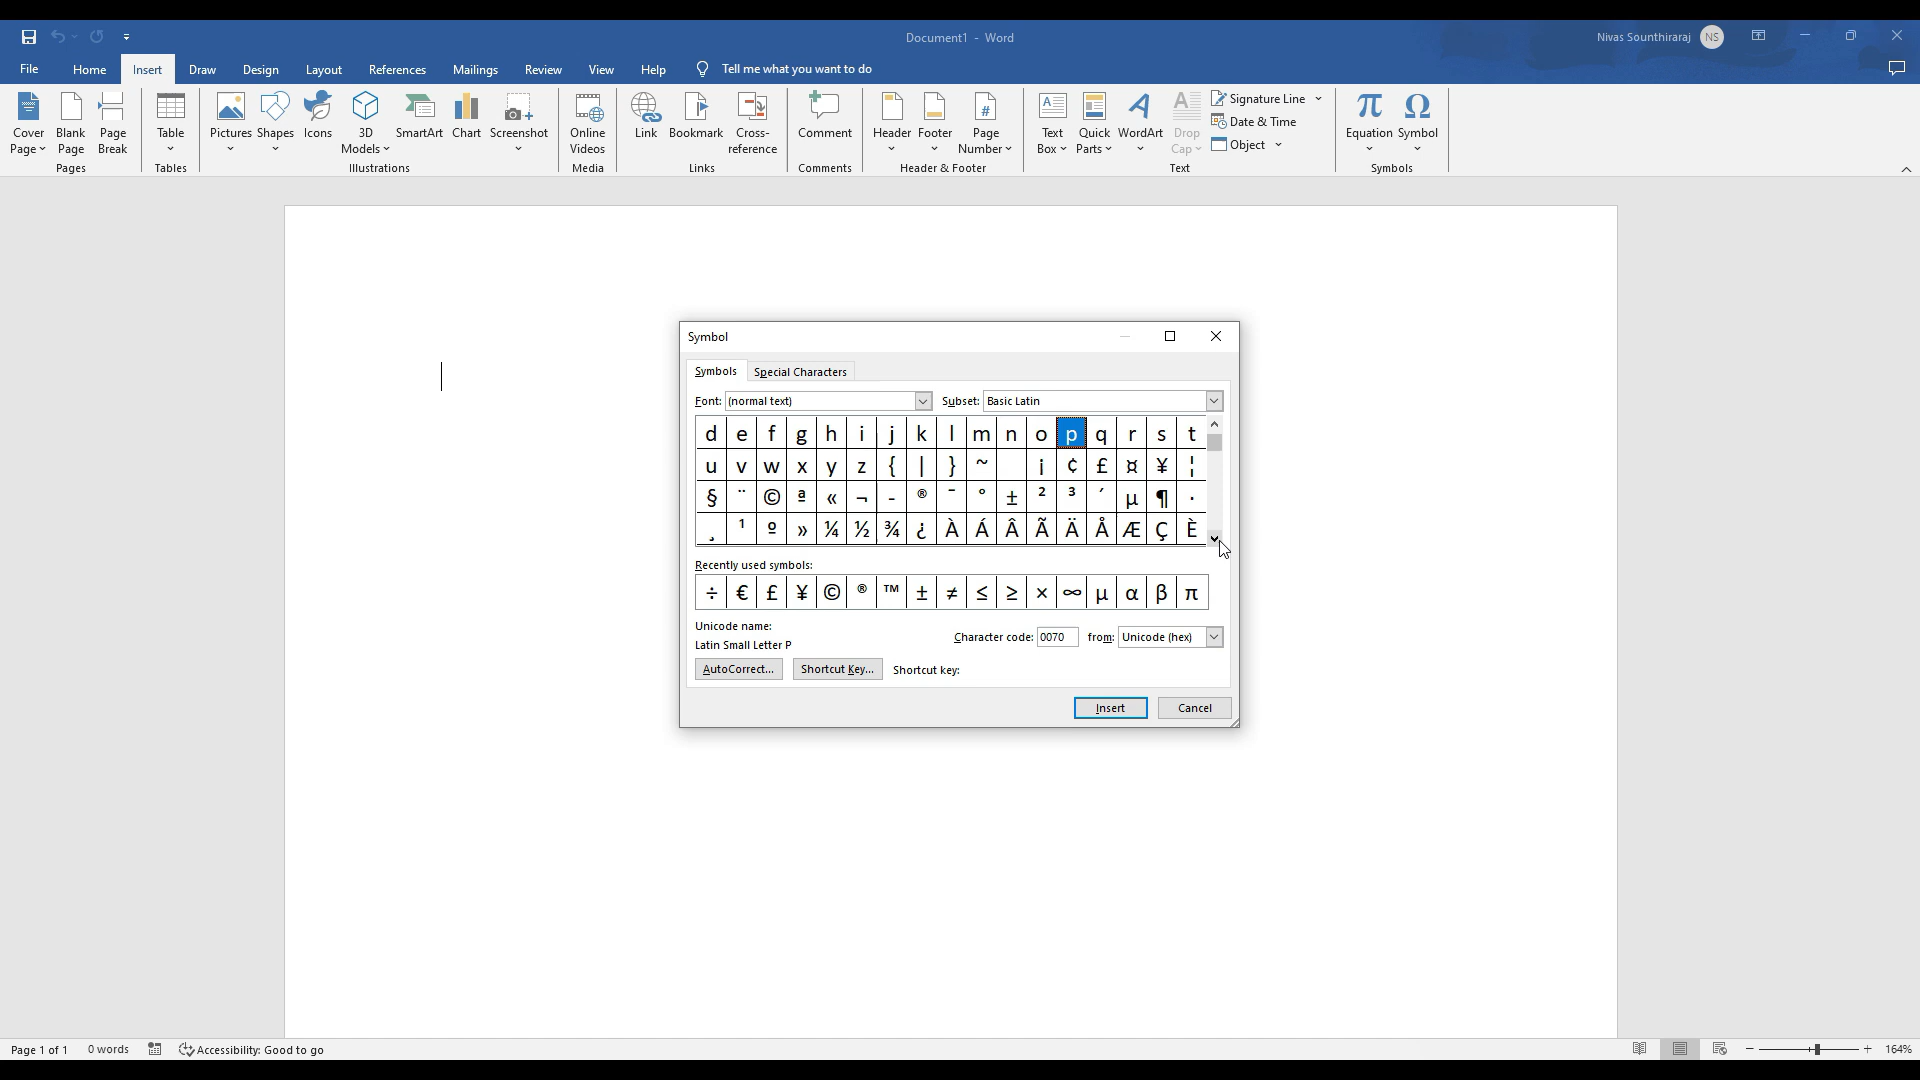 Document1 - Word
Nivas Sounthiraraj NS
File Home Insert Draw Design Layout References Mailings Review View Help Tell me what you want to do
Cover Page
Blank Page
Page Break
Table
Pictures
Shapes
Icons
3D Models
SmartArt
Chart
Screenshot
Online Videos
Link
Bookmark
Cross-reference
Comment
Header
Footer
Page Number
Text Box
Quick Parts
WordArt
Drop Cap
Signature Line
Date & Time
Object
π Equation
Ω Symbol
Pages Tables Illustrations Media Links Comments Header & Footer Text Symbols
Symbol
Symbols Special Characters
Font: (normal text) Subset: Basic Latin
d e f g h i j k l m n o p q r s t
u v w x y z { | } ~ ¡ ¢ £ ¤ ¥ ¦
§ ¨ © ª « ¬ - ® ¯ ° ± ² ³ ´ µ ¶ ·
¸ ¹ º » ¼ ½ ¾ ¿ À Á Â Ã Ä Å Æ Ç È
Recently used symbols:
÷ € £ ¥ © ® ™ ± ≠ ≤ ≥ × ∞ µ α β π
Unicode name:
Latin Small Letter P
Character code: 0070 from: Unicode (hex)
AutoCorrect... Shortcut Key... Shortcut key:
Insert Cancel
Page 1 of 1 0 words Accessibility: Good to go 164%